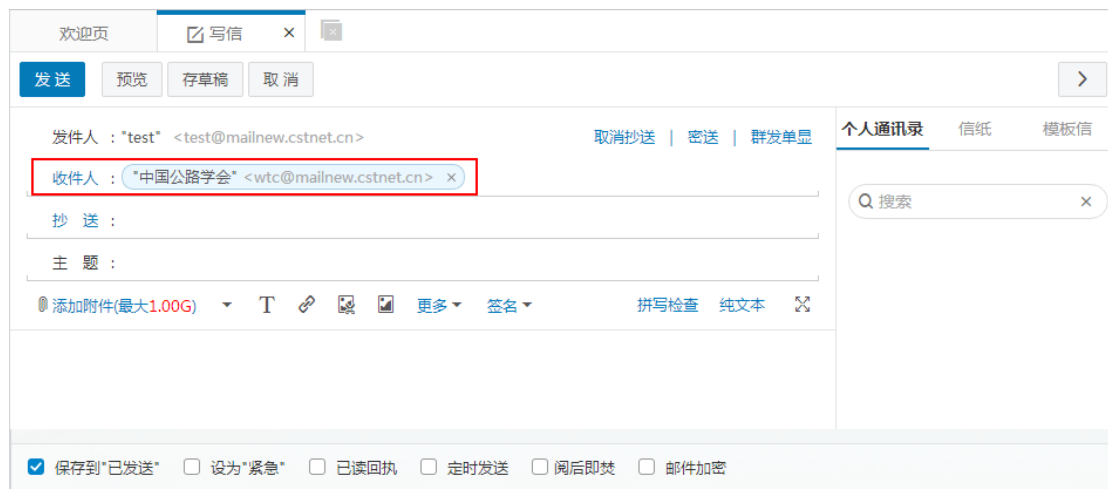 欢迎页 写信 ×
发 送 预览 存草稿 取 消
发件人 : "test" <test@mailnew.cstnet.cn> 取消抄送 | 密送 | 群发单显
个人通讯录 信纸 模板信
收件人 : "中国公路学会" <wtc@mailnew.cstnet.cn> ×
搜索 ×
抄 送 :
主 题 :
添加附件(最大1.00G) T 更多 签名 拼写检查 纯文本
保存到"已发送" 设为"紧急" 已读回执 定时发送 阅后即焚 邮件加密